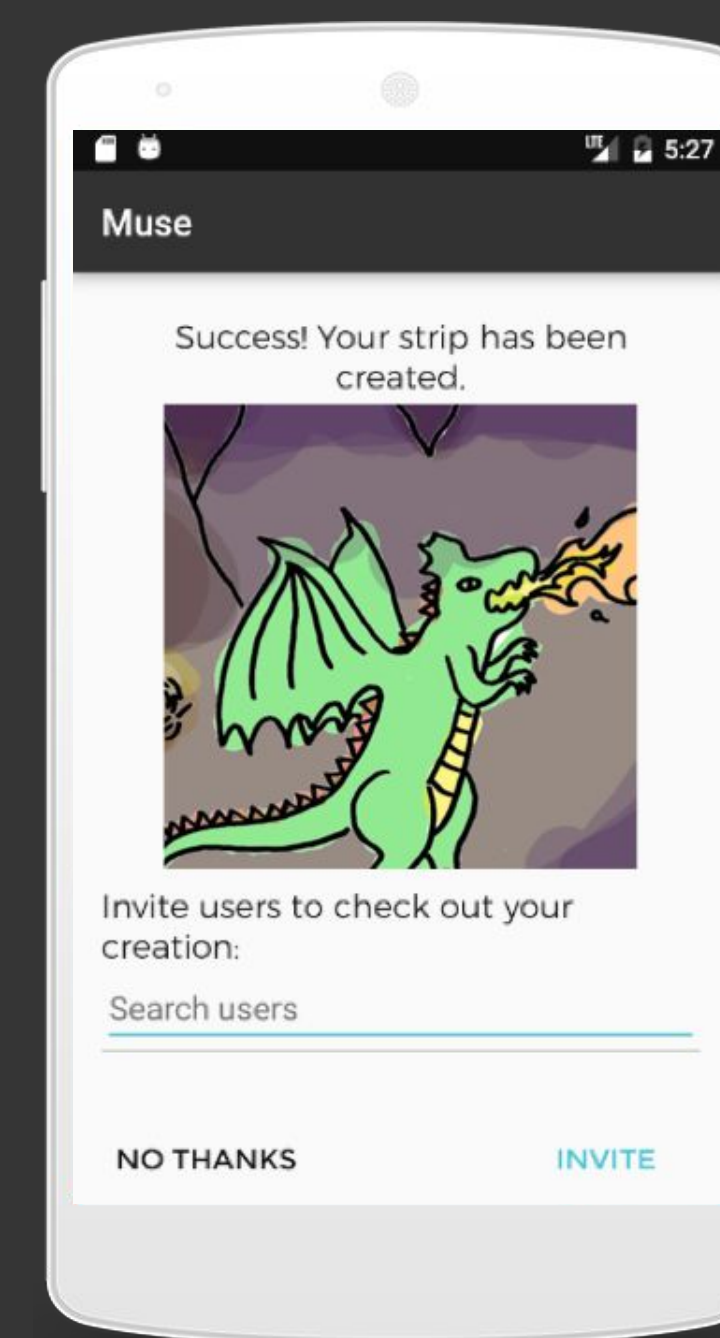 LTE 5:27
Muse
Success! Your strip has been
created.
Invite users to check out your
creation:
Search users
NO THANKS
INVITE